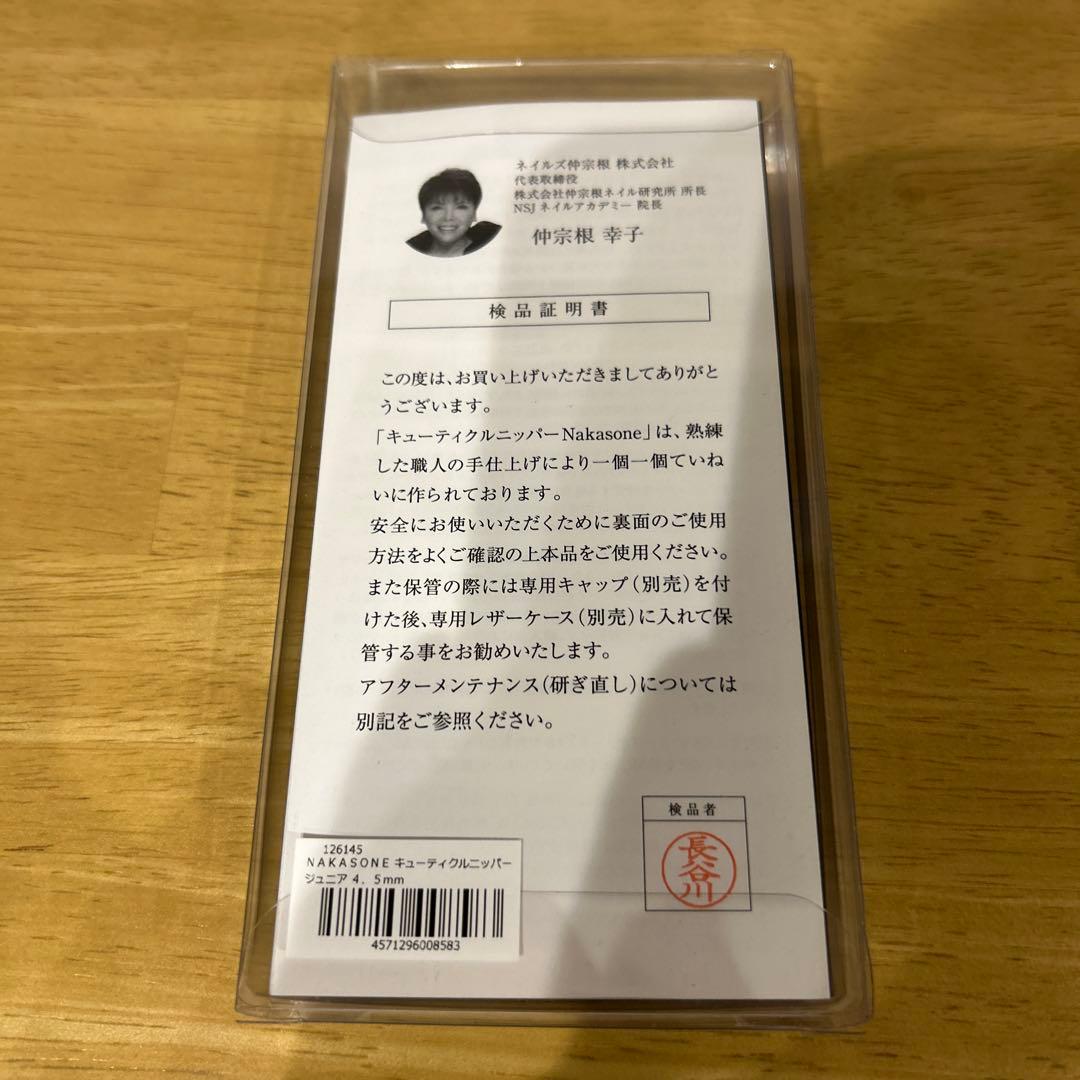 ネイルズ仲宗根 株式会社
代表取締役
株式会社仲宗根ネイル研究所 所長
NSJ ネイルアカデミー 院長
仲宗根 幸子
検品証明書
この度は、お買い上げいただきましてありがと
うございます。
「キューティクルニッパーNakasone」は、熟練
した職人の手仕上げにより一個一個ていね
いに作られております。
安全にお使いいただくために裏面のご使用
方法をよくご確認の上本品をご使用ください。
また保管の際には専用キャップ(別売)を付
けた後、専用レザーケース(別売)に入れて保
管する事をお勧めいたします。
アフターメンテナンス(研ぎ直し)については
別記をご参照ください。
検品者
長谷川
126145
NAKASONE キューティクルニッパー
ジュニア 4．5mm
4571296008583